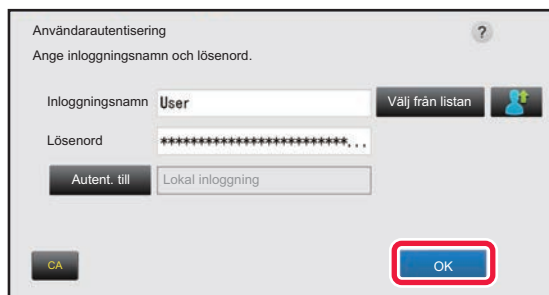 Användarautentisering
?
Ange inloggningsnamn och lösenord.
Inloggningsnamn User Välj från listan
Lösenord **************************...
Autent. till Lokal inloggning
CA OK